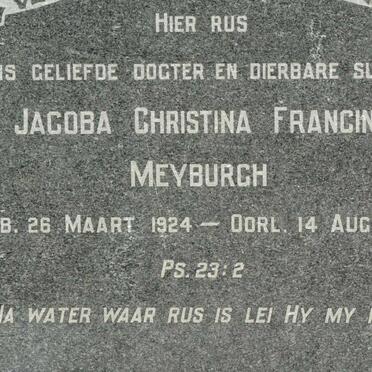 HIER RUS
GELIEFDE DOGTER EN DIERBARE
JACOBA CHRISTINA
MEYBURGH
26 MAART 1924 — OORL. 14
PS. 23:2
WATER WAAR RUS IS LEI HY MY